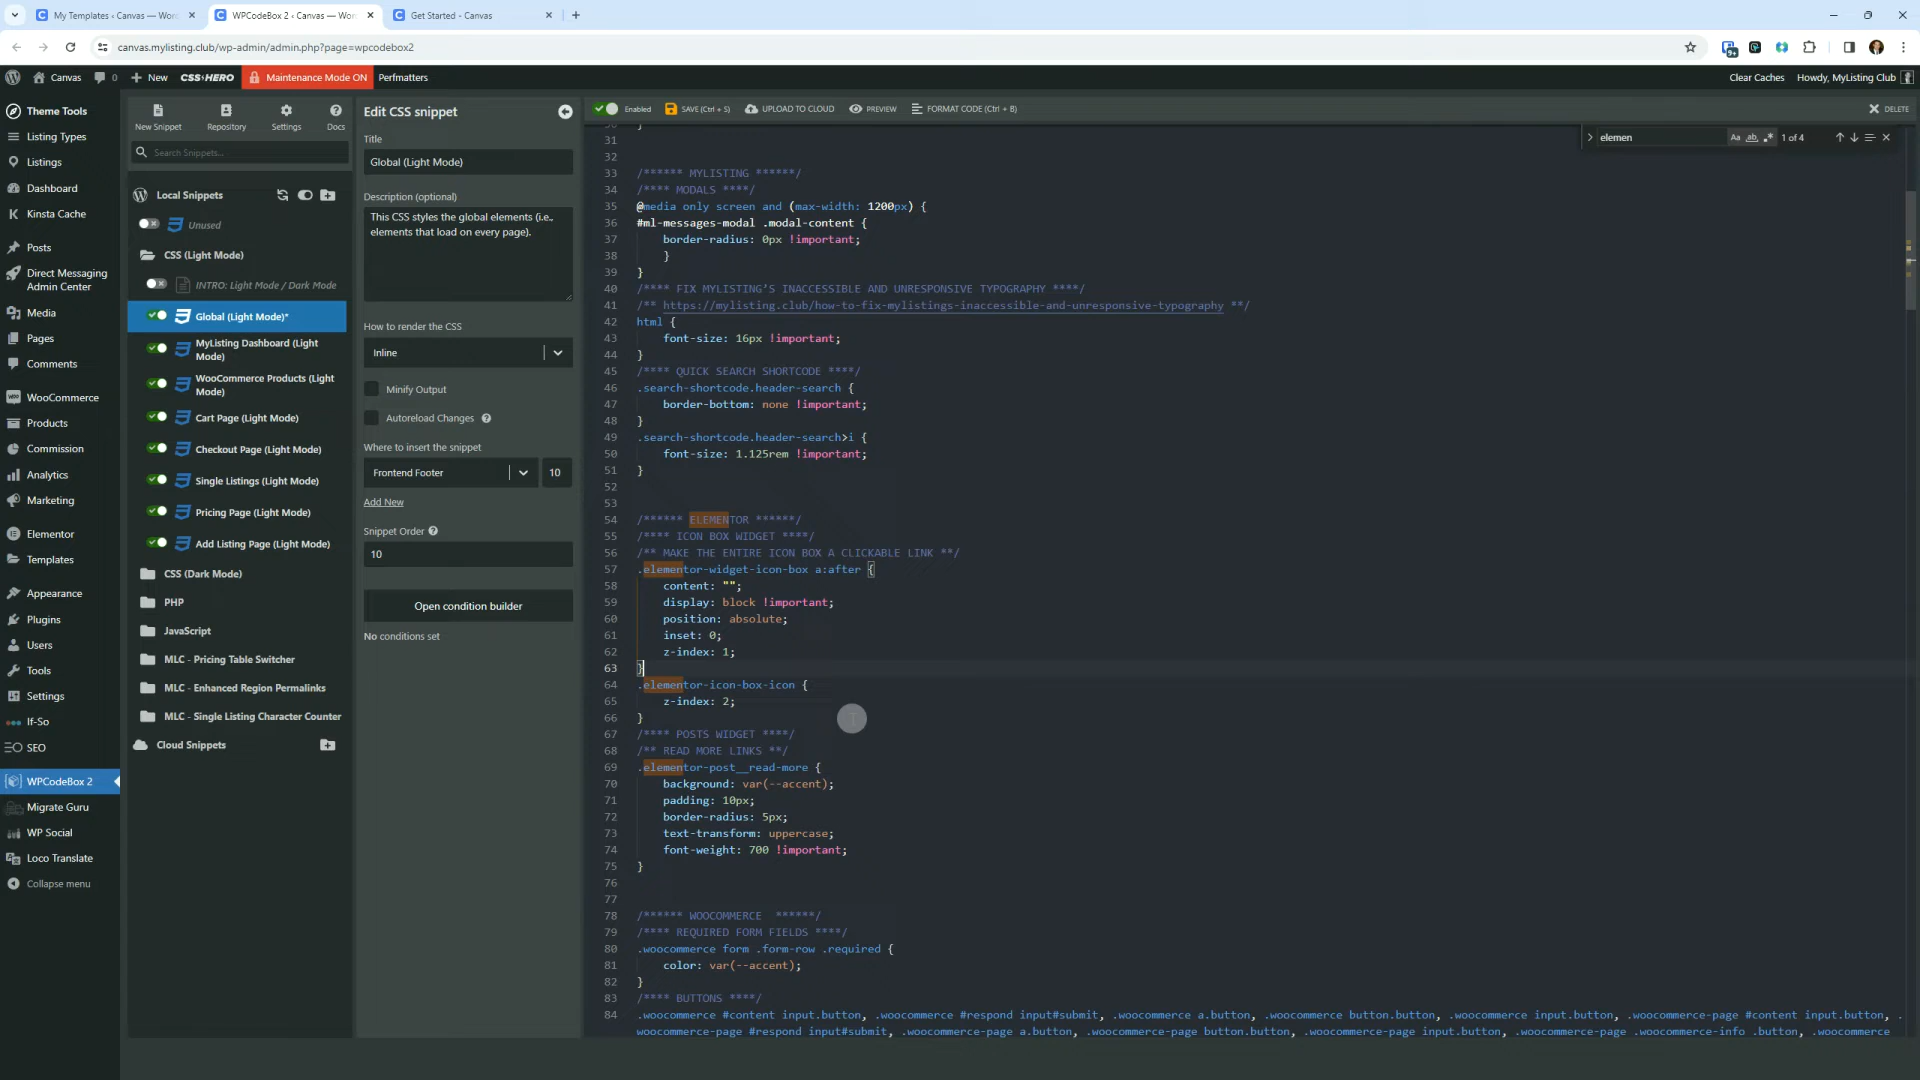 My Templates ‹ Canvas — Wor
WPCodeBox 2 ‹ Canvas — Wor
Get Started - Canvas
canvas.mylisting.club/wp-admin/admin.php?page=wpcodebox2
9+
Canvas
0
New
CSS HERO
Maintenance Mode ON
Perfmatters
Clear Caches
Howdy, MyListing Club
Theme Tools
Listing Types
Listings
Dashboard
Kinsta Cache
Posts
Direct Messaging
Admin Center
Media
Pages
Comments
WooCommerce
Products
Commission
Analytics
Marketing
Elementor
Templates
Appearance
Plugins
Users
Tools
Settings
If-So
SEO
WPCodeBox 2
Migrate Guru
WP Social
Loco Translate
Collapse menu
New Snippet
Repository
Settings
Docs
Search Snippets...
Local Snippets
Unused
CSS (Light Mode)
INTRO: Light Mode / Dark Mode
Global (Light Mode)*
MyListing Dashboard (Light
Mode)
WooCommerce Products (Light
Mode)
Cart Page (Light Mode)
Checkout Page (Light Mode)
Single Listings (Light Mode)
Pricing Page (Light Mode)
Add Listing Page (Light Mode)
CSS (Dark Mode)
PHP
JavaScript
MLC - Pricing Table Switcher
MLC - Enhanced Region Permalinks
MLC - Single Listing Character Counter
Cloud Snippets
Edit CSS snippet
Title
Global (Light Mode)
Description (optional)
This CSS styles the global elements (i.e.,
elements that load on every page).
How to render the CSS
Inline
Minify Output
Autoreload Changes
Where to insert the snippet
Frontend Footer
10
Add New
Snippet Order
10
Open condition builder
No conditions set
Enabled
SAVE (Ctrl + S)
UPLOAD TO CLOUD
PREVIEW
FORMAT CODE (Ctrl + B)
DELETE
elemen
Aa
ab
1 of 4
30 }
31
32
33 /****** MYLISTING ******/
34 /**** MODALS ****/
35 @media only screen and (max-width: 1200px) {
36 #ml-messages-modal .modal-content {
37     border-radius: 0px !important;
38     }
39 }
40 /**** FIX MYLISTING'S INACCESSIBLE AND UNRESPONSIVE TYPOGRAPHY ****/
41 /** https://mylisting.club/how-to-fix-mylistings-inaccessible-and-unresponsive-typography **/
42 html {
43     font-size: 16px !important;
44 }
45 /**** QUICK SEARCH SHORTCODE ****/
46 .search-shortcode.header-search {
47     border-bottom: none !important;
48 }
49 .search-shortcode.header-search>i {
50     font-size: 1.125rem !important;
51 }
52
53
54 /****** ELEMENTOR ******/
55 /**** ICON BOX WIDGET ****/
56 /** MAKE THE ENTIRE ICON BOX A CLICKABLE LINK **/
57 .elementor-widget-icon-box a:after {
58     content: "";
59     display: block !important;
60     position: absolute;
61     inset: 0;
62     z-index: 1;
63 }
64 .elementor-icon-box-icon {
65     z-index: 2;
66 }
67 /**** POSTS WIDGET ****/
68 /** READ MORE LINKS **/
69 .elementor-post__read-more {
70     background: var(--accent);
71     padding: 10px;
72     border-radius: 5px;
73     text-transform: uppercase;
74     font-weight: 700 !important;
75 }
76
77
78 /****** WOOCOMMERCE  ******/
79 /**** REQUIRED FORM FIELDS ****/
80 .woocommerce form .form-row .required {
81     color: var(--accent);
82 }
83 /**** BUTTONS ****/
84 .woocommerce #content input.button, .woocommerce #respond input#submit, .woocommerce a.button, .woocommerce button.button, .woocommerce input.button, .woocommerce-page #content input.button, .
woocommerce-page #respond input#submit, .woocommerce-page a.button, .woocommerce-page button.button, .woocommerce-page input.button, .woocommerce-page .woocommerce-info .button, .woocommerce